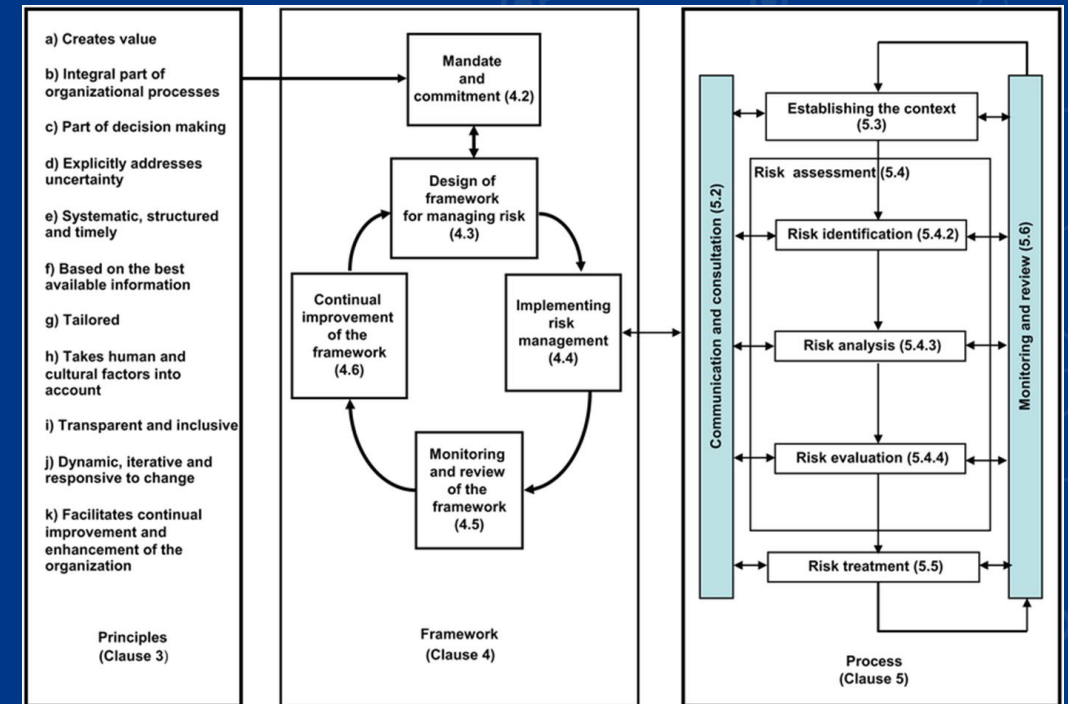 a) Creates value
b) Integral part of
organizational processes
c) Part of decision making
d) Explicitly addresses
uncertainty
e) Systematic, structured
and timely
f) Based on the best
available information
g) Tailored
h) Takes human and
cultural factors into
account
i) Transparent and inclusive
j) Dynamic, iterative and
responsive to change
k) Facilitates continual
improvement and
enhancement of the
organization
Principles
(Clause 3)
Mandate
and
commitment (4.2)
Design of
framework
for managing risk
(4.3)
Continual
improvement
of the
framework
(4.6)
Implementing
risk
management
(4.4)
Monitoring
and review
of the
framework
(4.5)
Framework
(Clause 4)
Communication and consultation (5.2)
Establishing the context
(5.3)
Risk assessment (5.4)
Risk identification (5.4.2)
Risk analysis (5.4.3)
Risk evaluation (5.4.4)
Risk treatment (5.5)
Monitoring and review (5.6)
Process
(Clause 5)